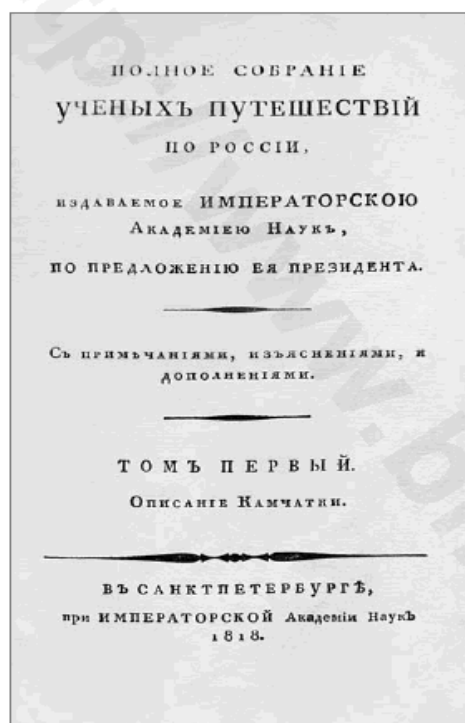 ПОЛНОЕ СОБРАНІЕ
УЧЕНЫХЪ ПУТЕШЕСТВІЙ
ПО РОССІИ,
ИЗДАВАЕМОЕ ИМПЕРАТОРСКОЮ
АКАДЕМІЕЮ НАУКЪ,
ПО ПРЕДЛОЖЕНІЮ ЕЯ ПРЕЗИДЕНТА.
Съ ПРИМѢЧАНІЯМИ, ИЗЪЯСНЕНІЯМИ, И
ДОПОЛНЕНІЯМИ.
ТОМЪ ПЕРВЫЙ.
ОПИСАНІЕ КАМЧАТКИ.
ВЪ САНКТПЕТЕРБУРГѢ,
при ИМПЕРАТОРСКОЙ Академіи Наукъ
1818.